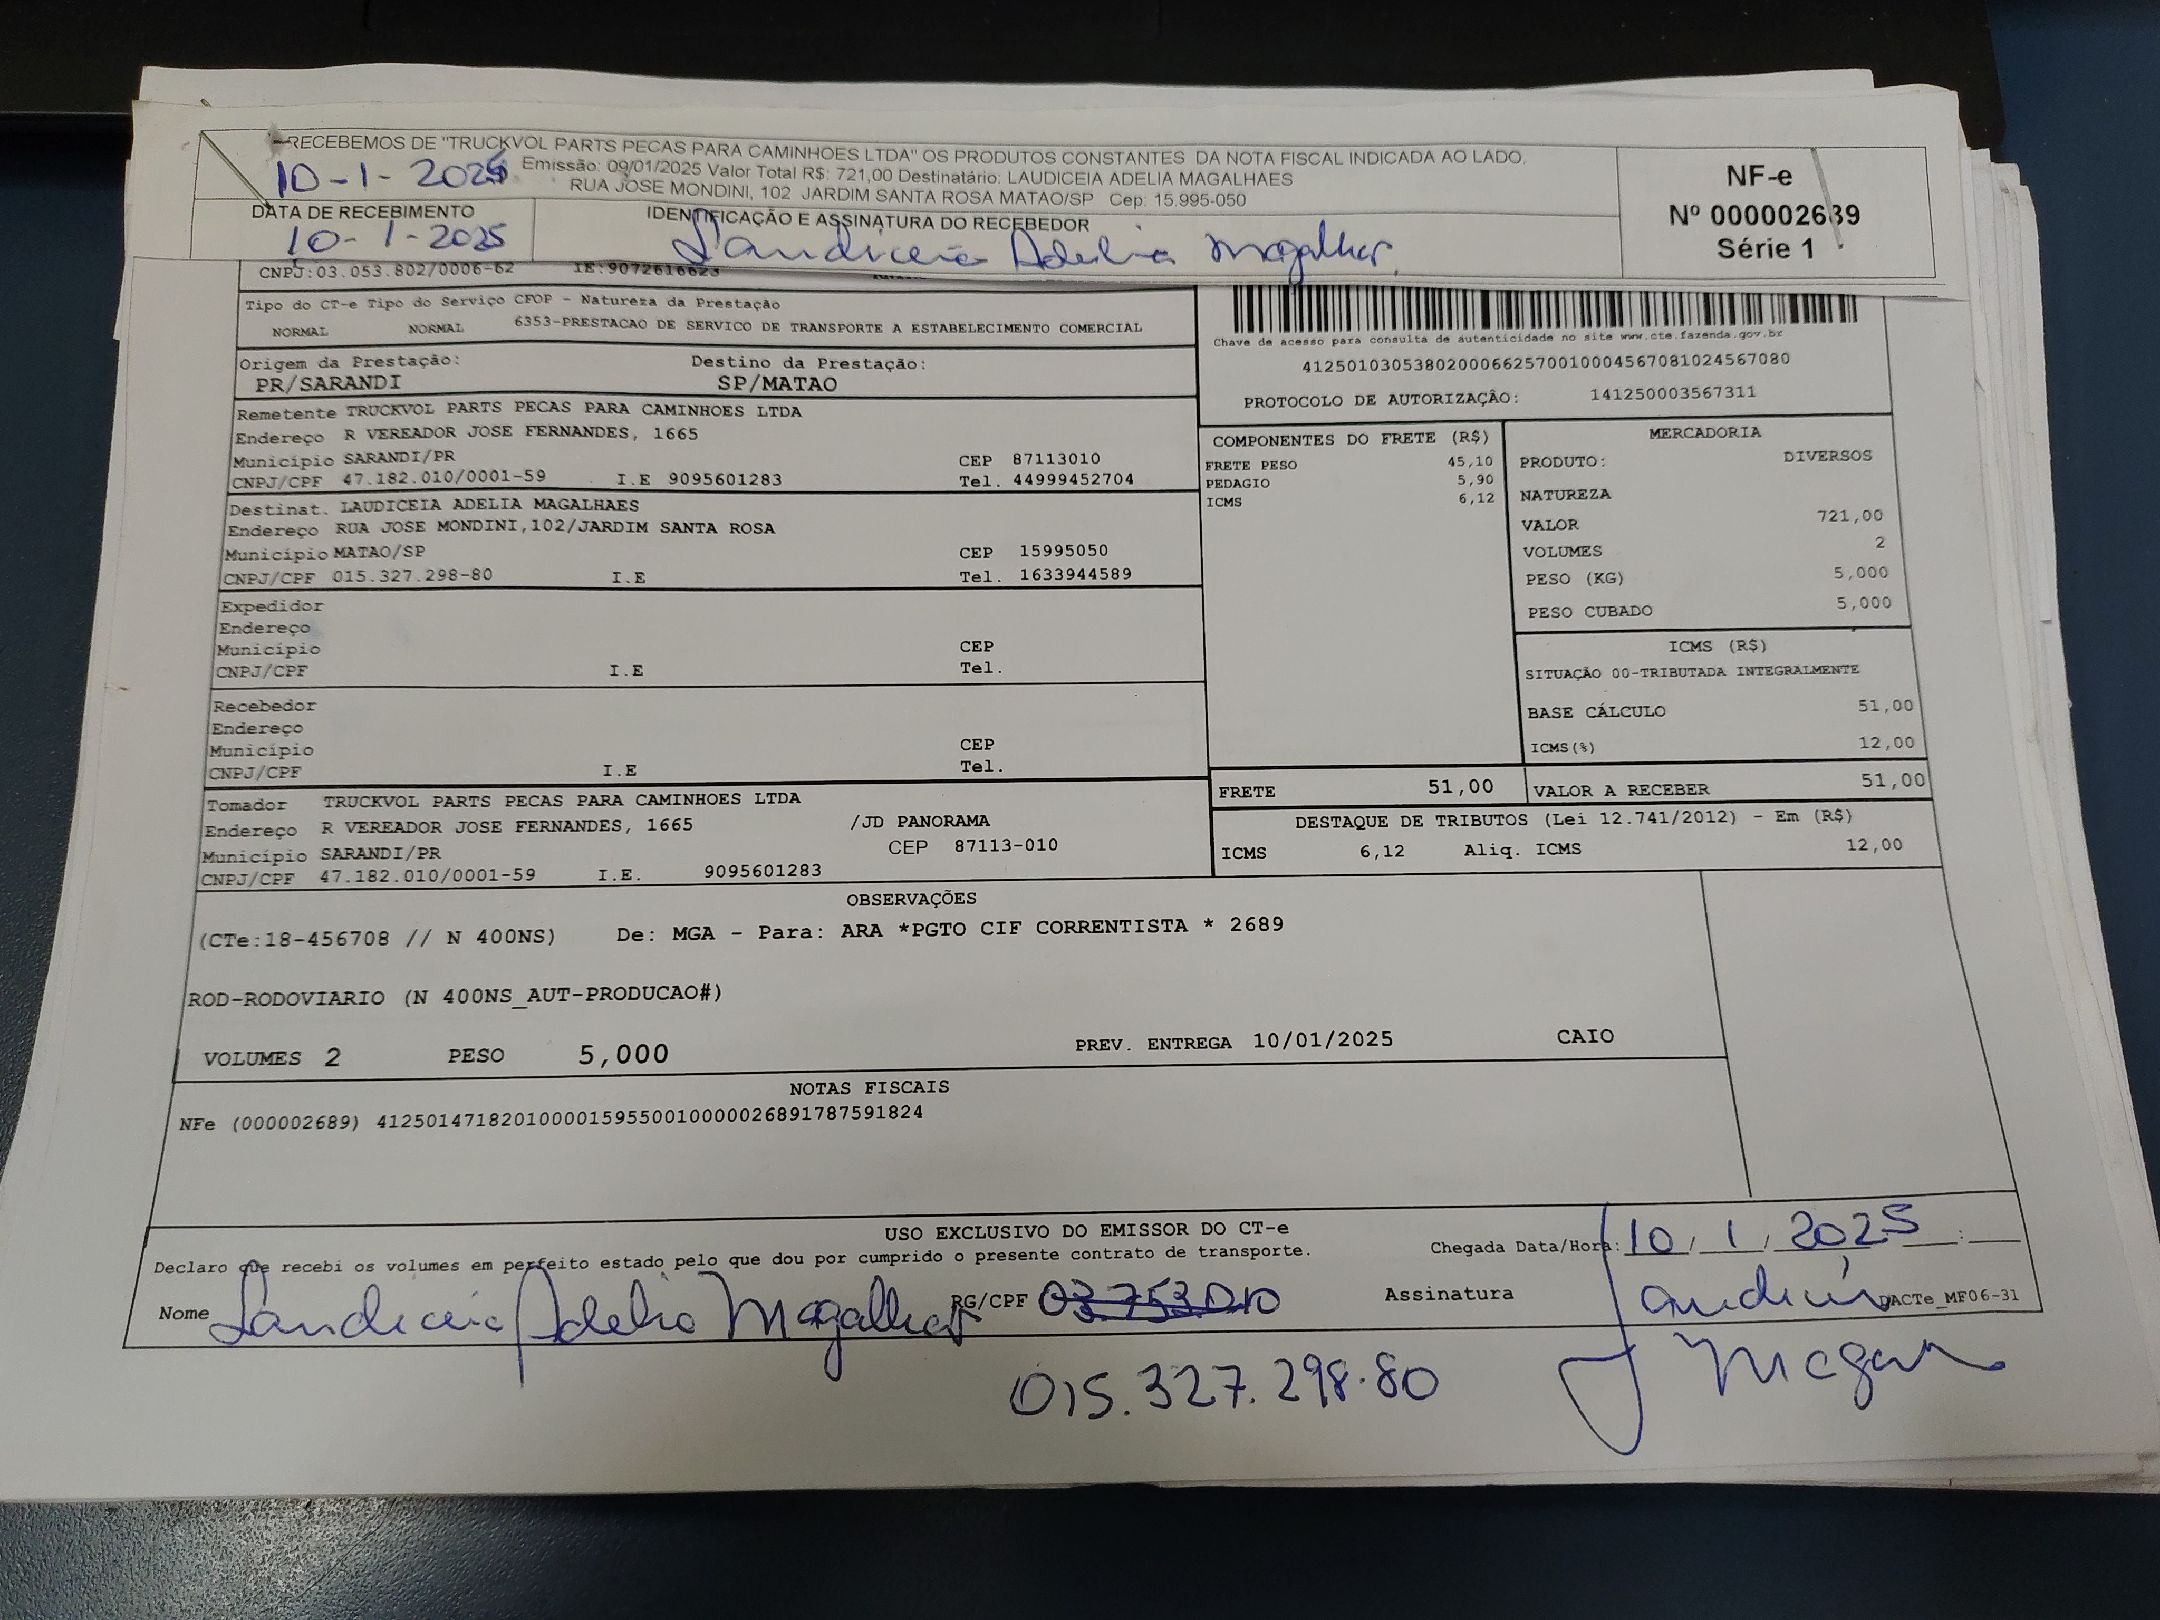 RECEBEMOS DE "TRUCKVOL PARTS PECAS PARA CAMINHOES LTDA" OS PRODUTOS CONSTANTES DA NOTA FISCAL INDICADA AO LADO.
10-1-2025 Emissão: 09/01/2025 Valor Total R$: 721,00 Destinatário: LAUDICEIA ADELIA MAGALHAES
RUA JOSE MONDINI, 102 JARDIM SANTA ROSA MATAO/SP Cep: 15.995-050
NF-e
Nº 000002689
Série 1
DATA DE RECEBIMENTO IDENTIFICAÇÃO E ASSINATURA DO RECEBEDOR
10-1-2025 Laudiceia Adelia Magalhaes
CNPJ:03.053.802/0006-62 IE:9072616623
Tipo do CT-e Tipo do Serviço CFOP - Natureza da Prestação
NORMAL NORMAL 6353-PRESTACAO DE SERVICO DE TRANSPORTE A ESTABELECIMENTO COMERCIAL
Chave de acesso para consulta de autenticidade no site www.cte.fazenda.gov.br
41250103053802000662570010004567081024567080
PROTOCOLO DE AUTORIZAÇÃO: 141250003567311
Origem da Prestação: Destino da Prestação:
PR/SARANDI SP/MATAO
Remetente TRUCKVOL PARTS PECAS PARA CAMINHOES LTDA
Endereço R VEREADOR JOSE FERNANDES, 1665
Município SARANDI/PR CEP 87113010
CNPJ/CPF 47.182.010/0001-59 I.E 9095601283 Tel. 44999452704
Destinat. LAUDICEIA ADELIA MAGALHAES
Endereço RUA JOSE MONDINI,102/JARDIM SANTA ROSA
Município MATAO/SP CEP 15995050
CNPJ/CPF 015.327.298-80 I.E Tel. 1633944589
Expedidor
Endereço
Município CEP
CNPJ/CPF I.E Tel.
Recebedor
Endereço
Município CEP
CNPJ/CPF I.E Tel.
Tomador TRUCKVOL PARTS PECAS PARA CAMINHOES LTDA
Endereço R VEREADOR JOSE FERNANDES, 1665 /JD PANORAMA
Município SARANDI/PR CEP 87113-010
CNPJ/CPF 47.182.010/0001-59 I.E. 9095601283
COMPONENTES DO FRETE (R$)
FRETE PESO 45,10
PEDAGIO 5,90
ICMS 6,12
MERCADORIA
PRODUTO: DIVERSOS
NATUREZA
VALOR 721,00
VOLUMES 2
PESO (KG) 5,000
PESO CUBADO 5,000
ICMS (R$)
SITUAÇÃO 00-TRIBUTADA INTEGRALMENTE
BASE CÁLCULO 51,00
ICMS(%) 12,00
FRETE 51,00 VALOR A RECEBER 51,00
DESTAQUE DE TRIBUTOS (Lei 12.741/2012) - Em (R$)
ICMS 6,12 Aliq. ICMS 12,00
OBSERVAÇÕES
(CTe:18-456708 // N 400NS) De: MGA - Para: ARA *PGTO CIF CORRENTISTA * 2689
ROD-RODOVIARIO (N 400NS_AUT-PRODUCAO#)
VOLUMES 2 PESO 5,000 PREV. ENTREGA 10/01/2025 CAIO
NOTAS FISCAIS
NFe (000002689) 41250147182010000159550010000026891787591824
USO EXCLUSIVO DO EMISSOR DO CT-e
Declaro que recebi os volumes em perfeito estado pelo que dou por cumprido o presente contrato de transporte. Chegada Data/Hora: 10/1/2025 :
Nome Laudiceia Adelia Magalhaes RG/CPF Assinatura DACTe_MF06-31
015.327.298.80